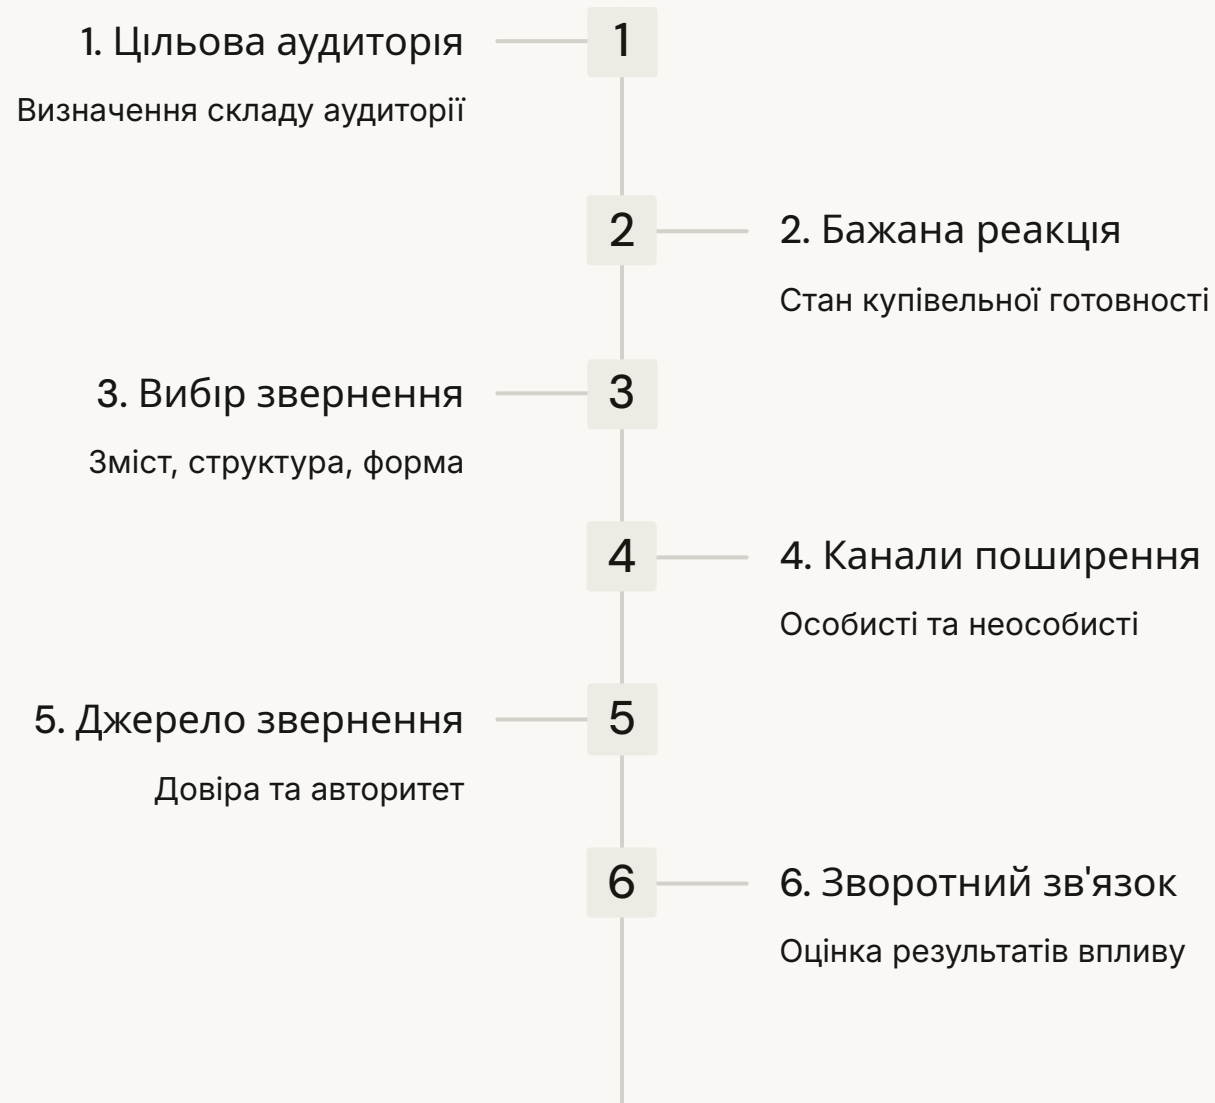 1. Цільова аудиторія
1
Визначення складу аудиторії
2
2. Бажана реакція
Стан купівельної готовності
3. Вибір звернення
3
Зміст, структура, форма
4
4. Канали поширення
Особисті та неособисті
5. Джерело звернення
5
Довіра та авторитет
6
6. Зворотний зв'язок
Оцінка результатів впливу